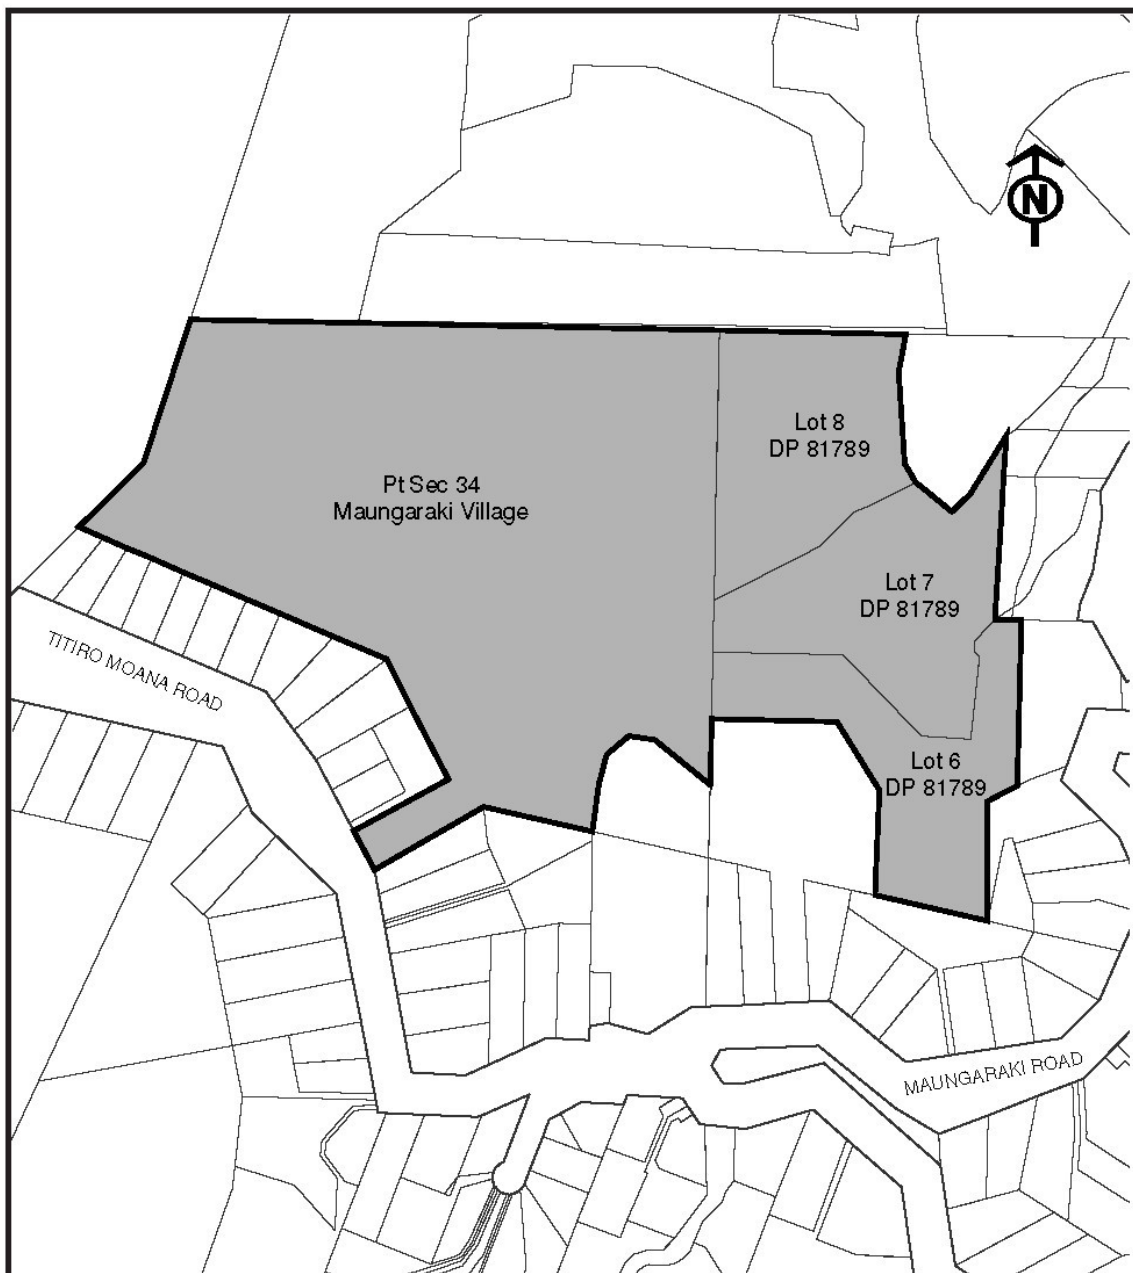 N
Lot 8
DP 81789
Pt Sec 34
Maungaraki Village
Lot 7
DP 81789
TITIRO MOANA ROAD
Lot 6
DP 81789
MAUNGARAKI ROAD